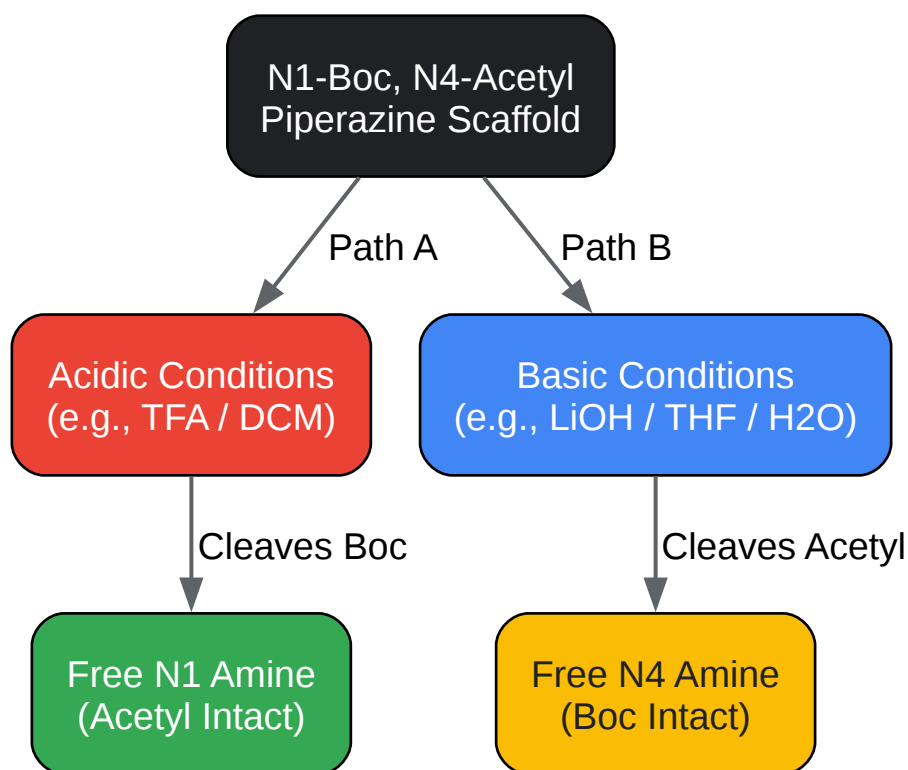 N1-Boc, N4-Acetyl
Piperazine Scaffold
Path A
Path B
Acidic Conditions
(e.g., TFA / DCM)
Basic Conditions
(e.g., LiOH / THF / H2O)
Cleaves Boc
Cleaves Acetyl
Free N1 Amine
(Acetyl Intact)
Free N4 Amine
(Boc Intact)